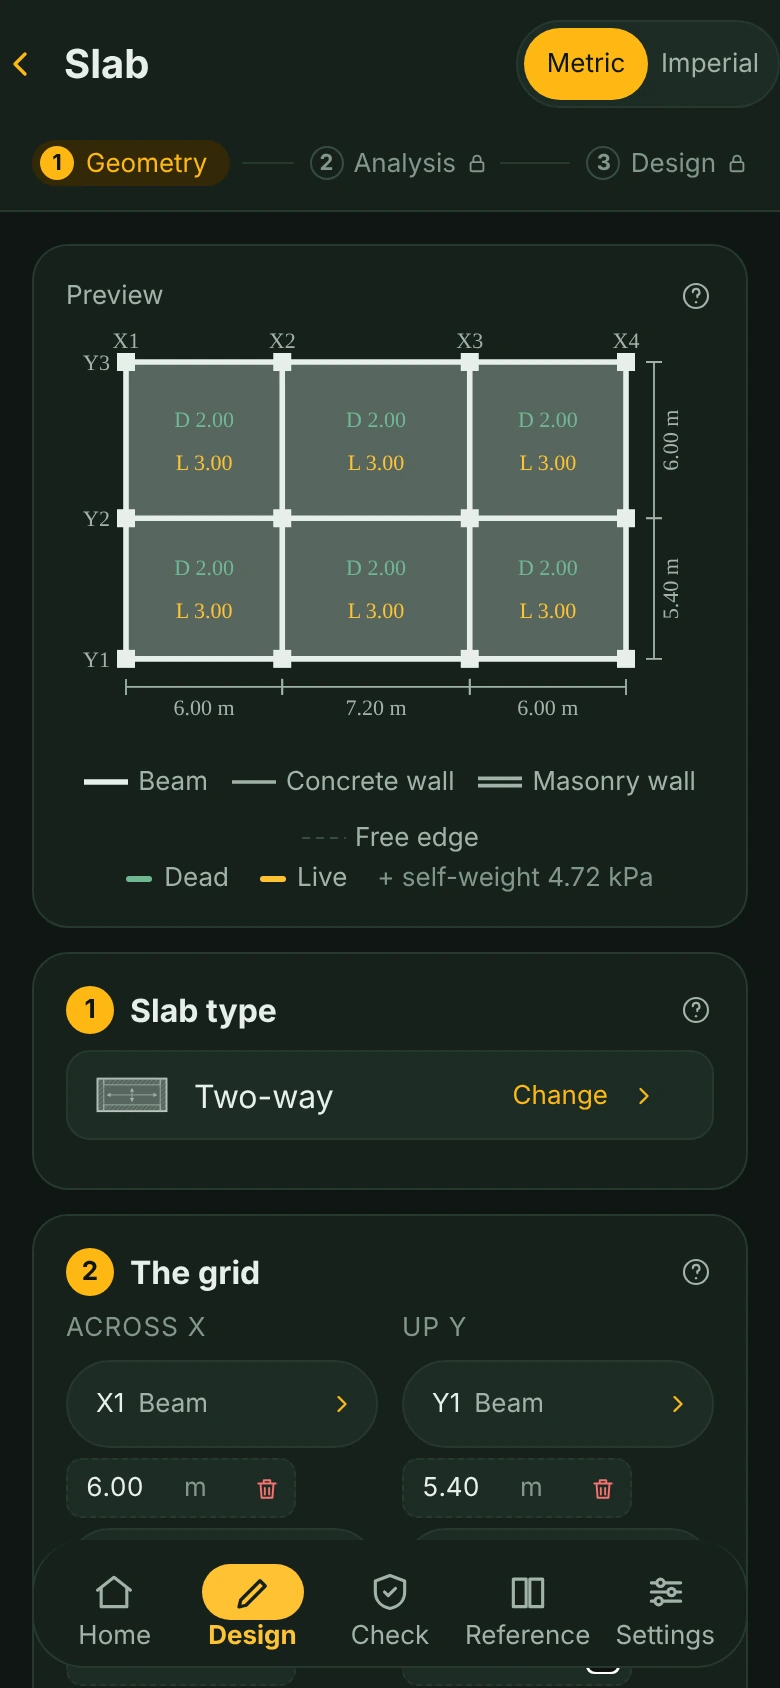 Slab
Metric Imperial
1 Geometry 2 Analysis 3 Design
Preview
X1 X2 X3 X4
Y3
D 2.00 D 2.00 D 2.00
L 3.00 L 3.00 L 3.00
6.00 m
Y2
D 2.00 D 2.00 D 2.00
L 3.00 L 3.00 L 3.00
5.40 m
Y1
6.00 m 7.20 m 6.00 m
Beam Concrete wall Masonry wall
Free edge
Dead Live + self-weight 4.72 kPa
1 Slab type
Two-way Change
2 The grid
ACROSS X UP Y
X1 Beam Y1 Beam
6.00 m 5.40 m
Home Design Check Reference Settings